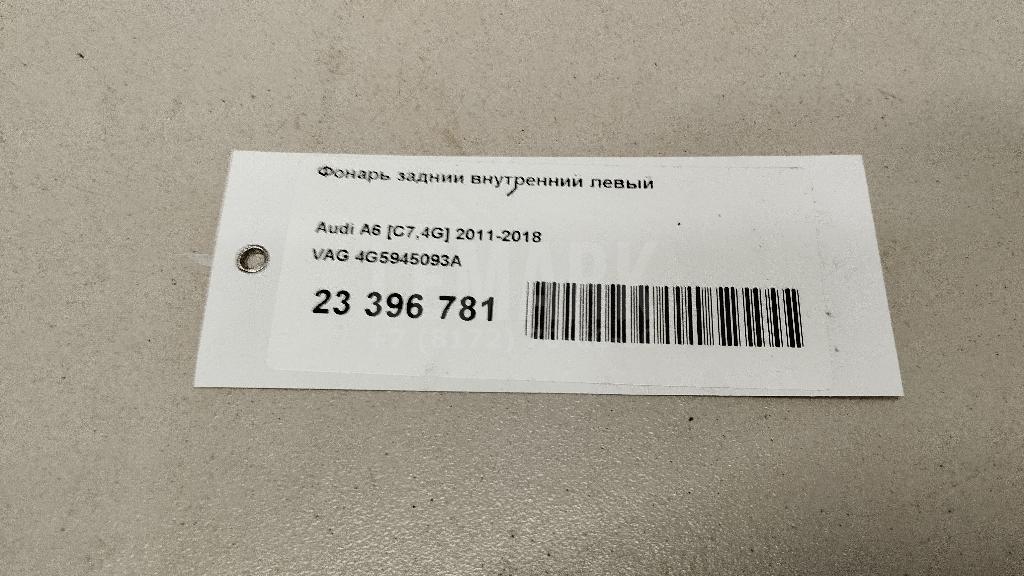 Фонарь задний внутренний левый
Audi A6 [C7,4G] 2011-2018
VAG 4G5945093A
23 396 781